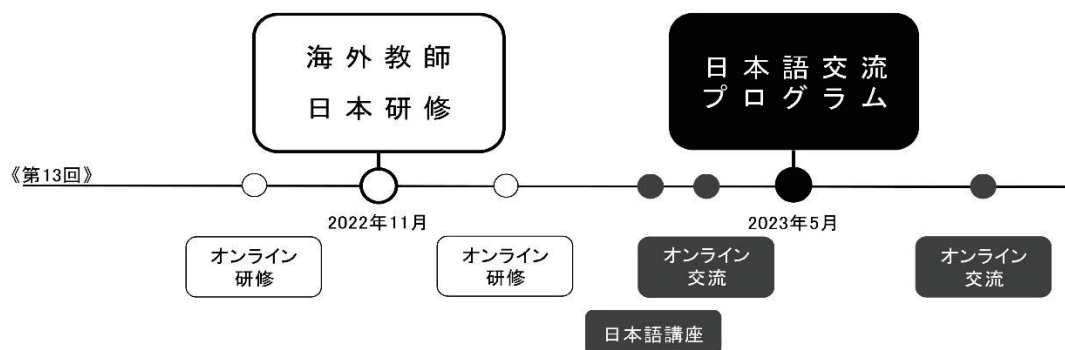 海外教師
日本研修
日本語交流
プログラム
《第13回》
2022年11月
2023年5月
オンライン
研修
オンライン
研修
オンライン
交流
オンライン
交流
日本語講座